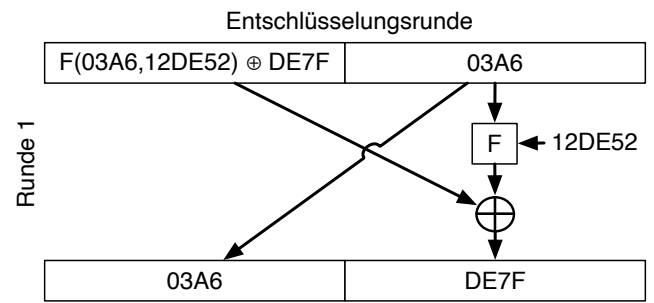 Entschlüsselungsrunde
F(03A6,12DE52) ⊕ DE7F
03A6
Runde 1
F
12DE52
03A6
DE7F